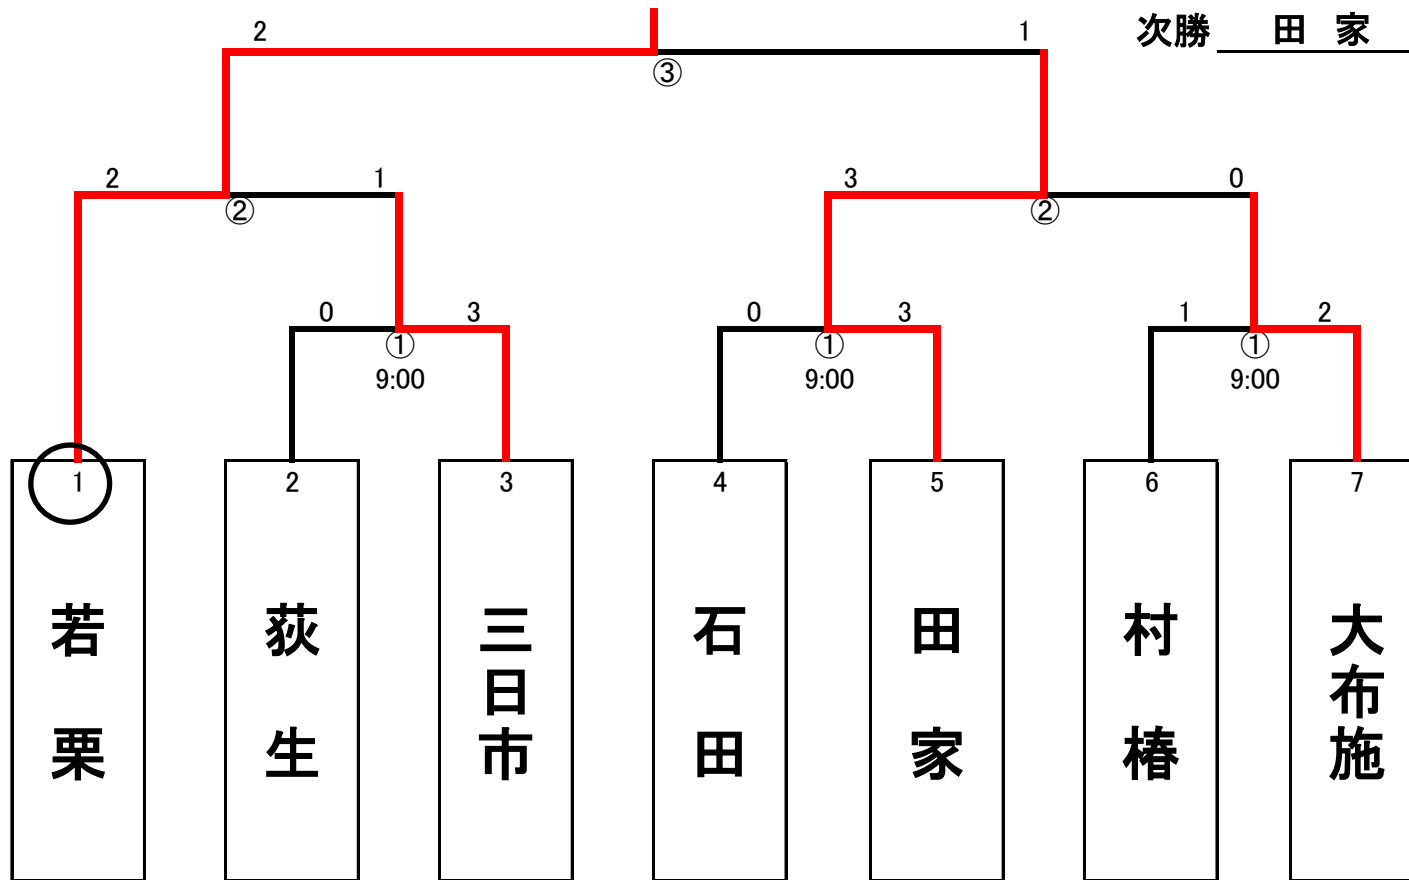 次勝 田 家
2 1
③
2 1 3 0
② ②
0 3 0 3 1 2
① ① ①
9:00 9:00 9:00
1 2 3 4 5 6 7
若栗
荻生
三日市
石田
田家
村椿
大布施